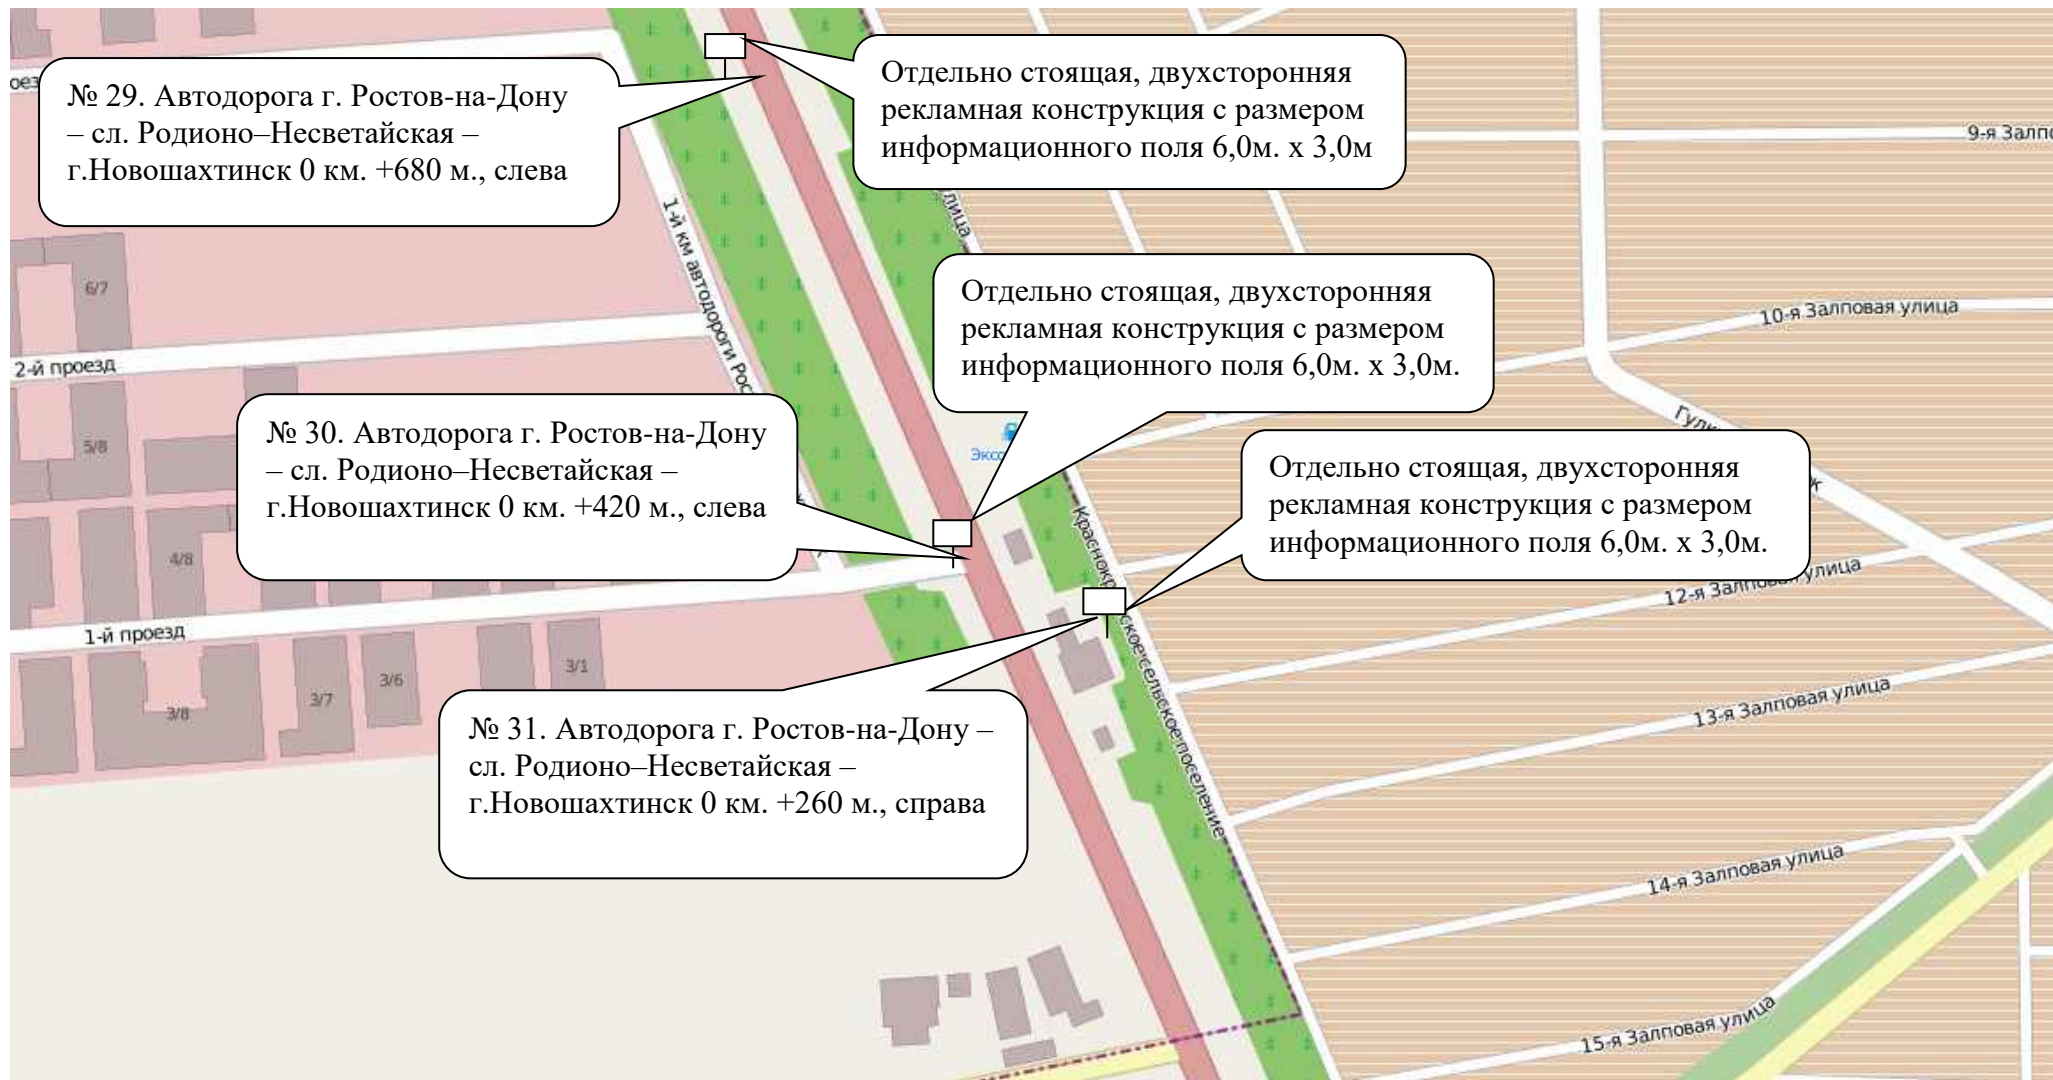 № 29. Автодорога г. Ростов-на-Дону
– сл. Родионо–Несветайская –
г.Новошахтинск 0 км. +680 м., слева
Отдельно стоящая, двухсторонняя
рекламная конструкция с размером
информационного поля 6,0м. х 3,0м
9-я
улица
1-й км автодороги
6/7
Отдельно стоящая, двухсторонняя
рекламная конструкция с размером
информационного поля 6,0м. х 3,0м.
10-я Залповая улица
2-й проезд
5/8
№ 30. Автодорога г. Ростов-на-Дону
– сл. Родионо–Несветайская –
г.Новошахтинск 0 км. +420 м., слева
Отдельно стоящая, двухсторонняя
рекламная конструкция с размером
информационного поля 6,0м. х 3,0м.
4/8
12-я Залповая улица
1-й проезд
3/1
3/6
3/7
3/8
сельское поселение
13-я Залповая улица
№ 31. Автодорога г. Ростов-на-Дону –
сл. Родионо–Несветайская –
г.Новошахтинск 0 км. +260 м., справа
14-я Залповая улица
15-я Залповая улица